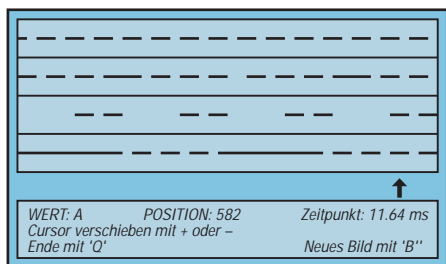 WERT: A POSITION: 582 Zeitpunkt: 11.64 ms
Cursor verschieben mit + oder –
Ende mit 'Q' Neues Bild mit 'B''